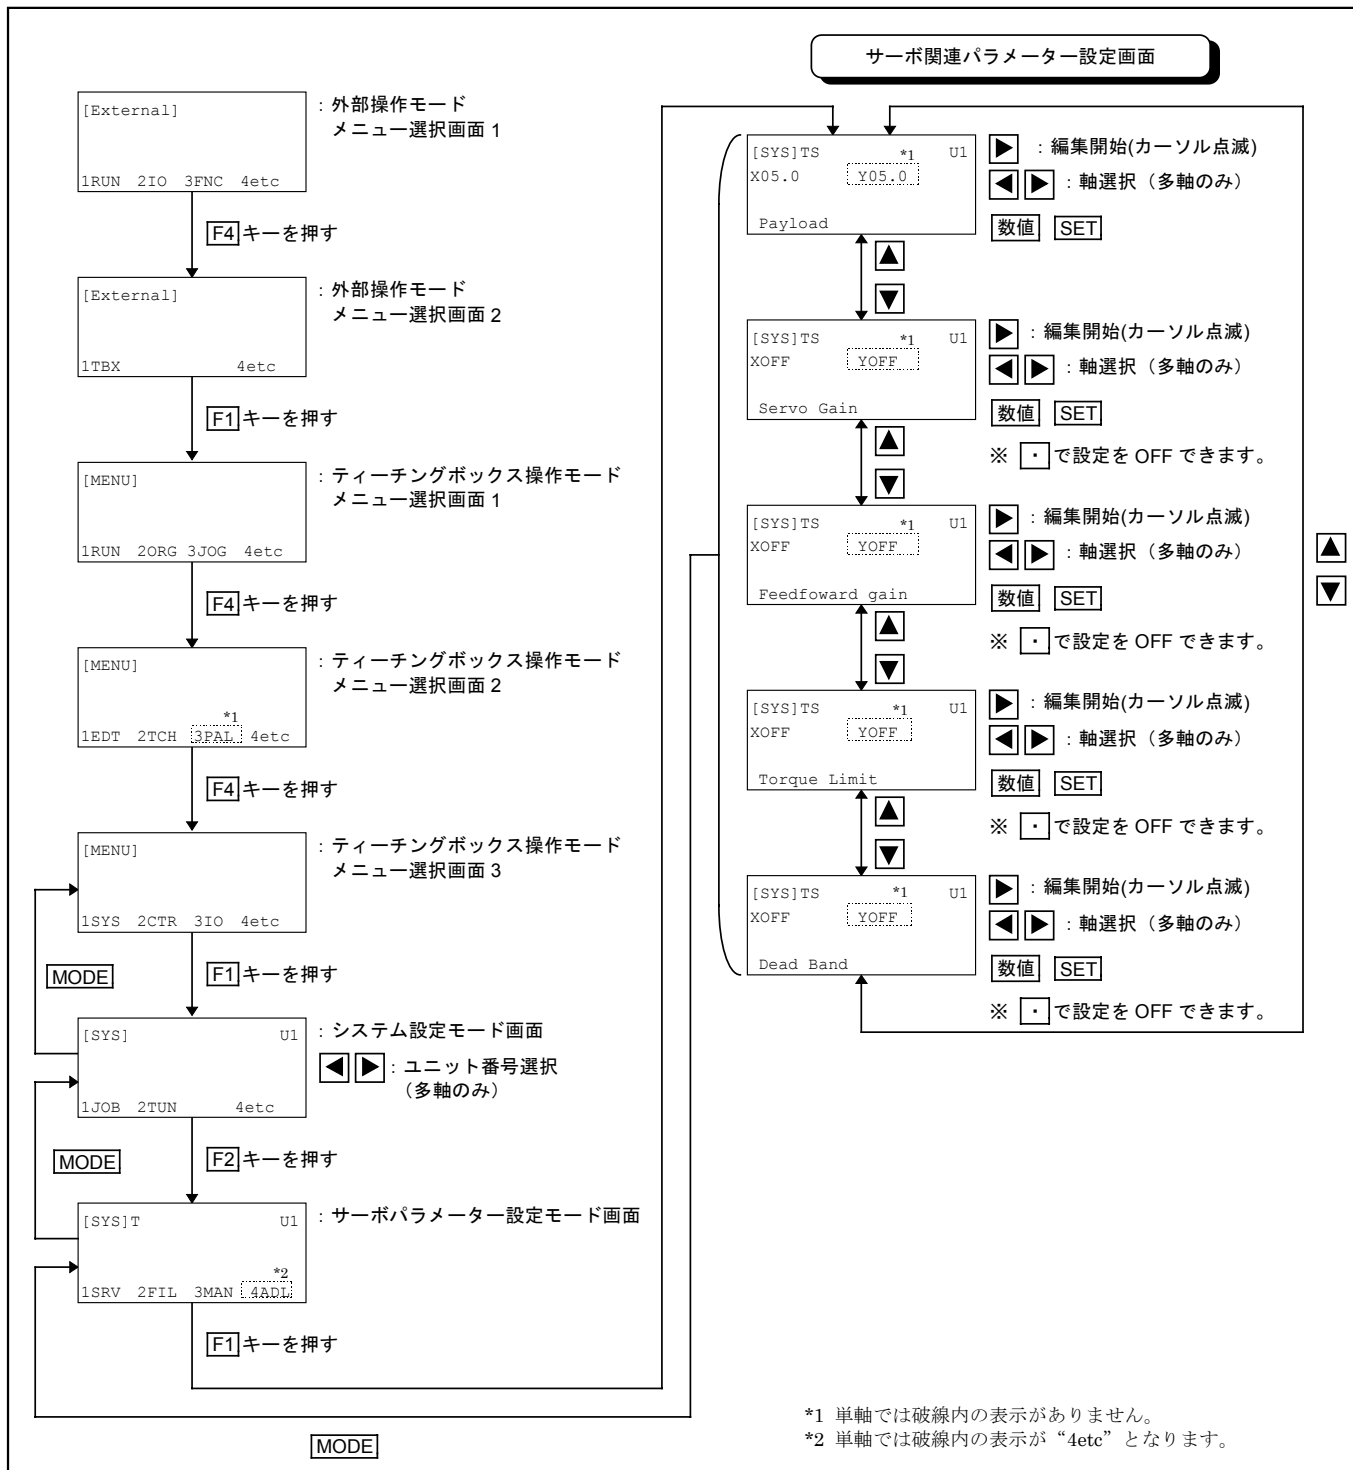 サーボ関連パラメーター設定画面
[External]
1RUN 2IO 3FNC 4etc
：外部操作モード
メニュー選択画面 1
F4 キーを押す
[External]
1TBX 4etc
：外部操作モード
メニュー選択画面 2
F1 キーを押す
[MENU]
1RUN 2ORG 3JOG 4etc
：ティーチングボックス操作モード
メニュー選択画面 1
F4 キーを押す
[MENU]
*1
1EDT 2TCH 3PAL 4etc
：ティーチングボックス操作モード
メニュー選択画面 2
F4 キーを押す
[MENU]
1SYS 2CTR 3IO 4etc
：ティーチングボックス操作モード
メニュー選択画面 3
MODE
F1 キーを押す
[SYS] U1
1JOB 2TUN 4etc
：システム設定モード画面
◀ ▶：ユニット番号選択
（多軸のみ）
MODE
F2 キーを押す
[SYS]T U1
*2
1SRV 2FIL 3MAN 4ADL
：サーボパラメーター設定モード画面
F1 キーを押す
MODE
[SYS]TS *1 U1
X05.0 Y05.0
Payload
▶ ：編集開始(カーソル点滅)
◀ ▶：軸選択（多軸のみ）
数値 SET
▲
▼
[SYS]TS *1 U1
XOFF YOFF
Servo Gain
▶：編集開始(カーソル点滅)
◀ ▶：軸選択（多軸のみ）
数値 SET
※ ・で設定を OFF できます。
▲
▼
[SYS]TS *1 U1
XOFF YOFF
Feedfoward gain
▶：編集開始(カーソル点滅)
◀ ▶：軸選択（多軸のみ）
数値 SET
※ ・で設定を OFF できます。
▲
▼
[SYS]TS *1 U1
XOFF YOFF
Torque Limit
▶：編集開始(カーソル点滅)
◀ ▶：軸選択（多軸のみ）
数値 SET
※ ・で設定を OFF できます。
▲
▼
[SYS]TS *1 U1
XOFF YOFF
Dead Band
▶：編集開始(カーソル点滅)
◀ ▶：軸選択（多軸のみ）
数値 SET
※ ・で設定を OFF できます。
▲
▼
*1 単軸では破線内の表示がありません。
*2 単軸では破線内の表示が“4etc”となります。